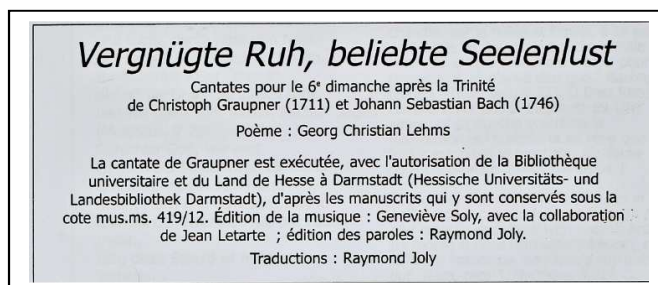 Vergnügte Ruh, beliebte Seelenlust
Cantates pour le 6e dimanche après la Trinité
de Christoph Graupner (1711) et Johann Sebastian Bach (1746)
Poème : Georg Christian Lehms
La cantate de Graupner est exécutée, avec l'autorisation de la Bibliothèque
universitaire et du Land de Hesse à Darmstadt (Hessische Universitäts- und
Landesbibliothek Darmstadt), d'après les manuscrits qui y sont conservés sous la
cote mus.ms. 419/12. Édition de la musique : Geneviève Soly, avec la collaboration
de Jean Letarte ; édition des paroles : Raymond Joly.
Traductions : Raymond Joly